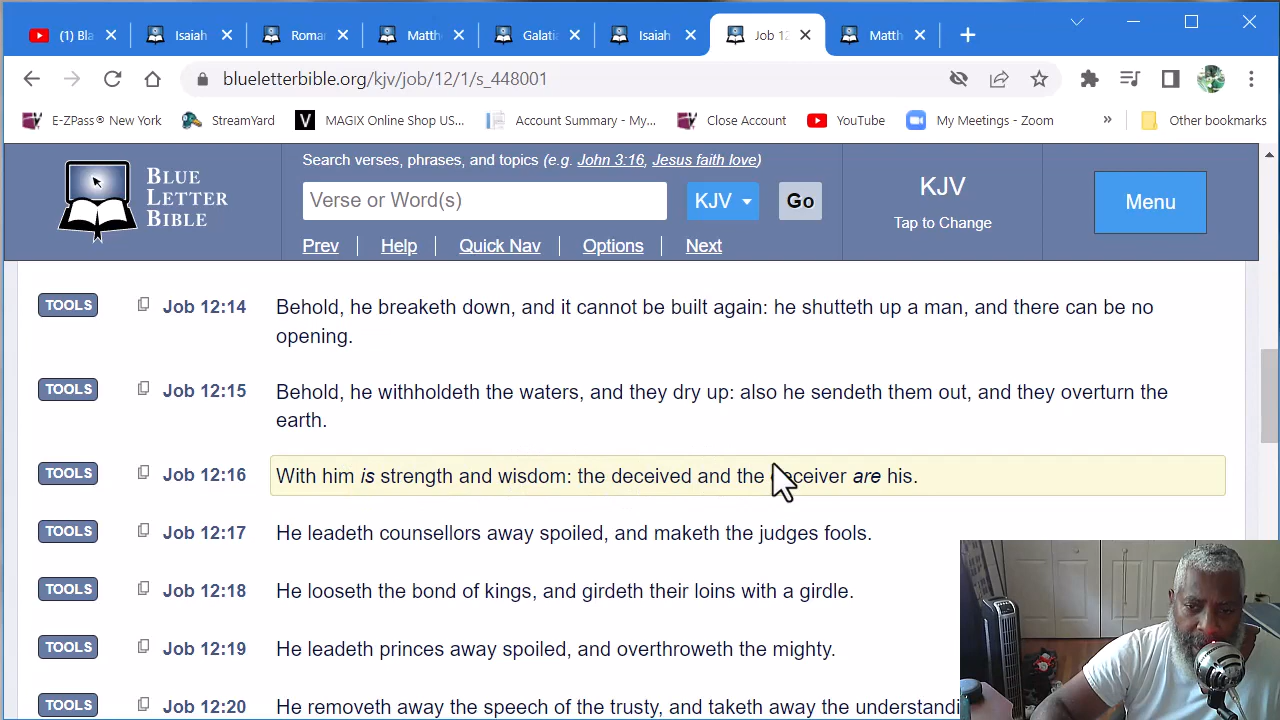 (1) Bla
Isaiah
Roma
Matth
Galati
Isaiah
Job 12
Matth
blueletterbible.org/kjv/job/12/1/s_448001
E-ZPass® New York
StreamYard
V MAGIX Online Shop US...
Account Summary - My...
Close Account
YouTube
My Meetings - Zoom
»
Other bookmarks
BLUE
LETTER
BIBLE
Search verses, phrases, and topics (e.g. John 3:16, Jesus faith love)
Verse or Word(s)
KJV
Go
Prev
Help
Quick Nav
Options
Next
KJV
Tap to Change
Menu
TOOLS Job 12:14 Behold, he breaketh down, and it cannot be built again: he shutteth up a man, and there can be no
opening.
TOOLS Job 12:15 Behold, he withholdeth the waters, and they dry up: also he sendeth them out, and they overturn the
earth.
TOOLS Job 12:16 With him is strength and wisdom: the deceived and the deceiver are his.
TOOLS Job 12:17 He leadeth counsellors away spoiled, and maketh the judges fools.
TOOLS Job 12:18 He looseth the bond of kings, and girdeth their loins with a girdle.
TOOLS Job 12:19 He leadeth princes away spoiled, and overthroweth the mighty.
TOOLS Job 12:20 He removeth away the speech of the trusty, and taketh away the understandi